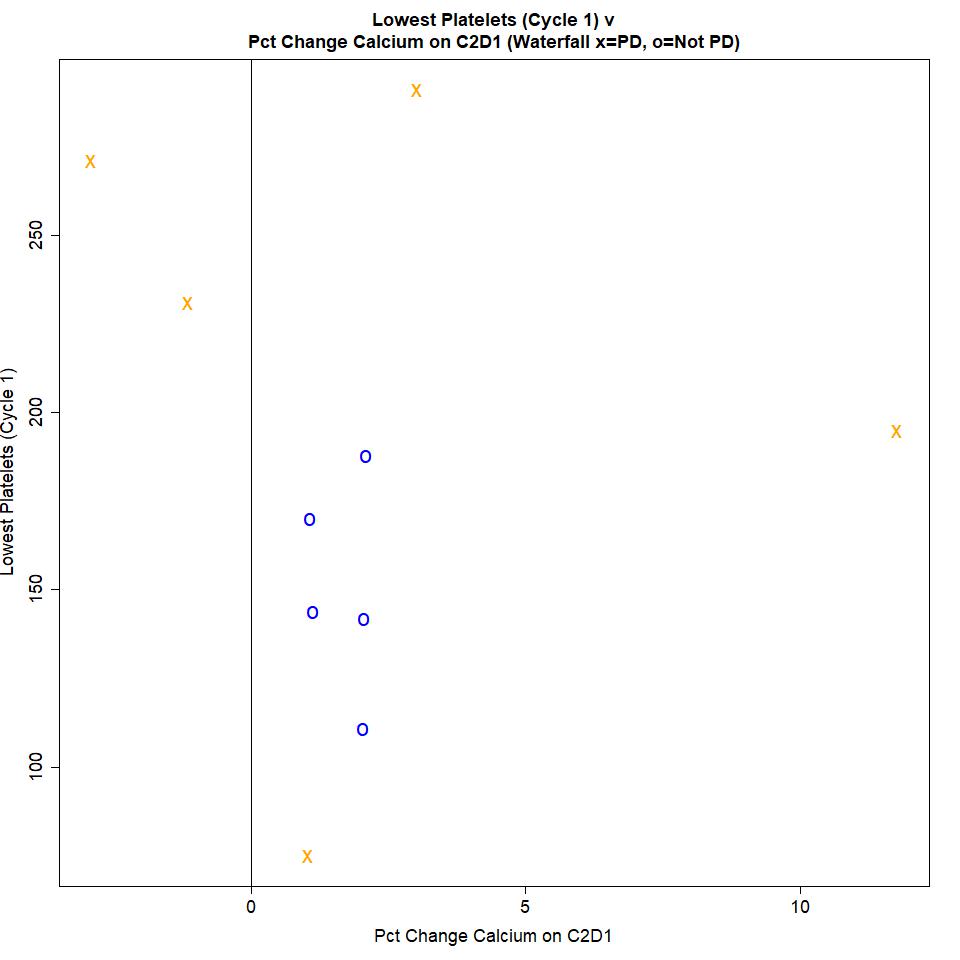 Lowest Platelets (Cycle 1) v
Pct Change Calcium on C2D1 (Waterfall x=PD, o=Not PD)
X
X
250
X
200
X
O
Lowest Platelets (Cycle 1)
O
150
O
O
O
100
X
0
5
10
Pct Change Calcium on C2D1